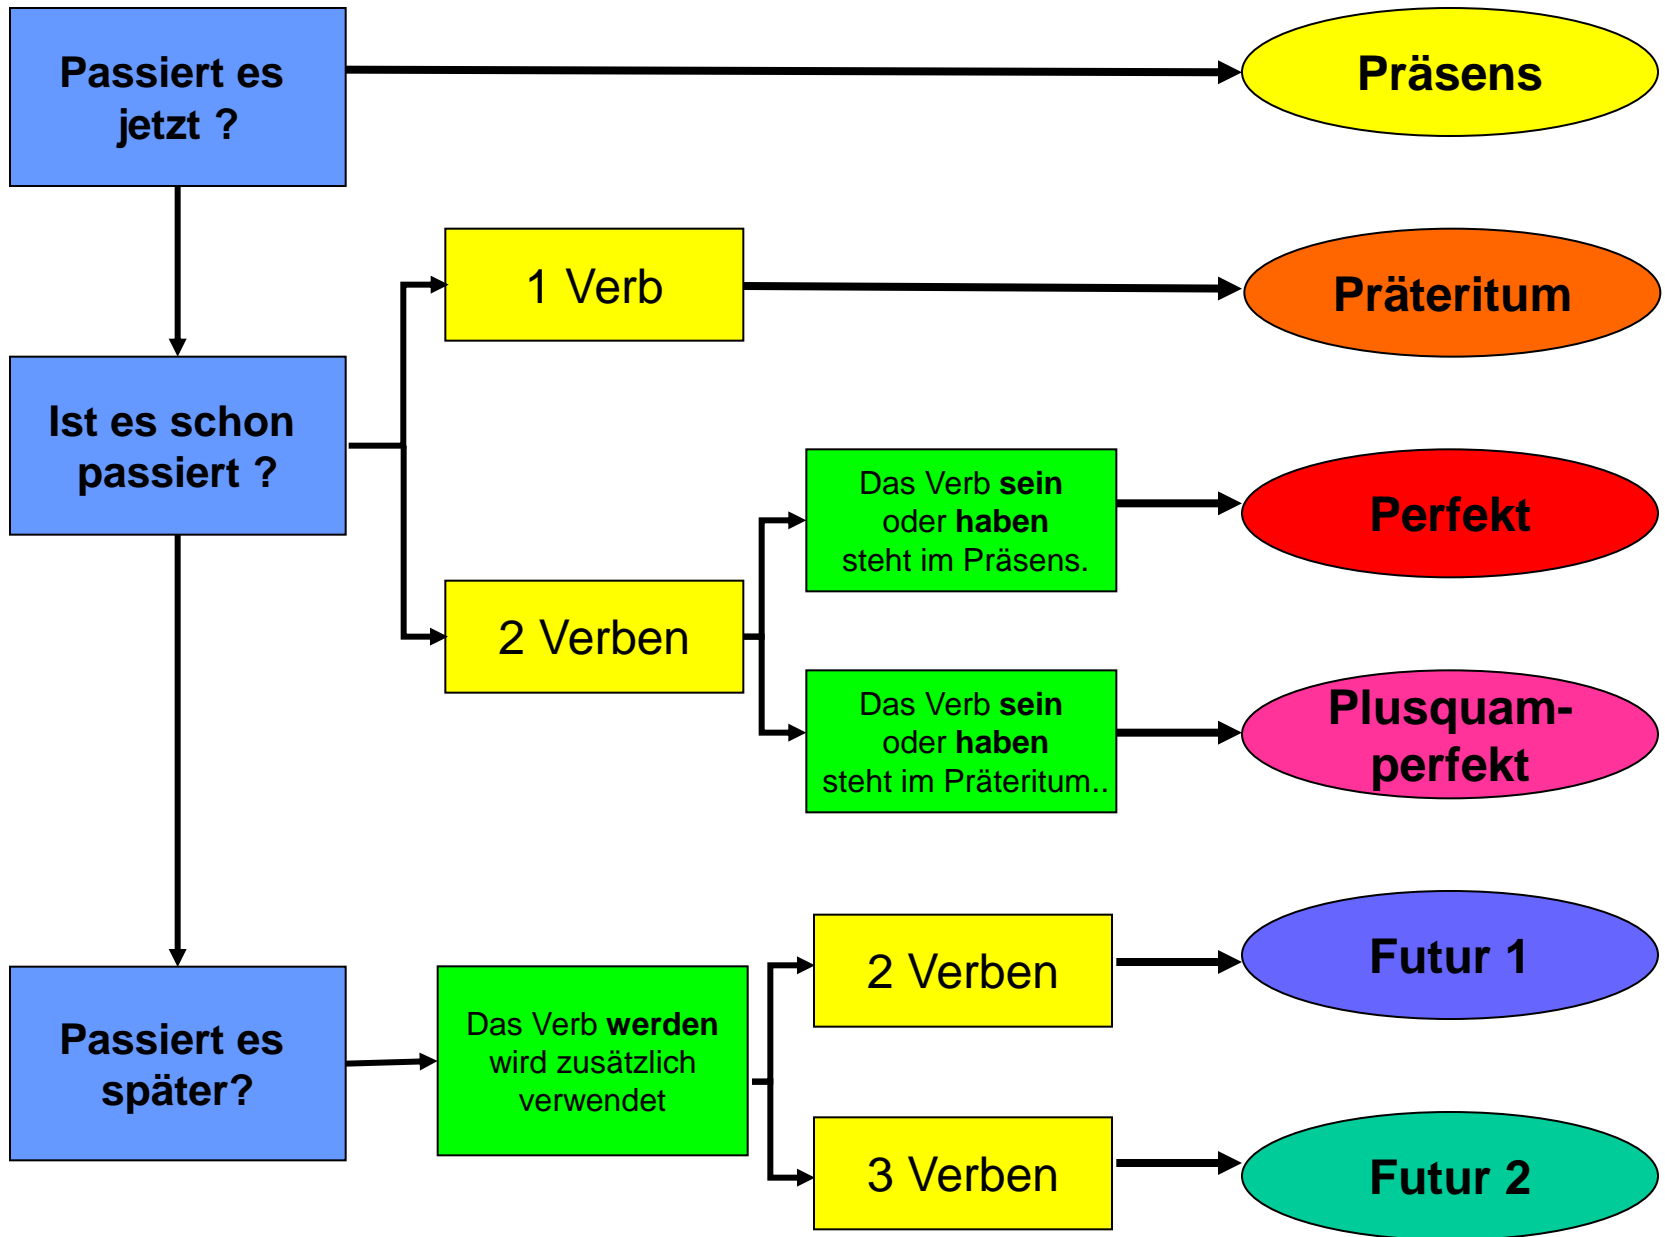 Passiert es
jetzt ?
Präsens
1 Verb
Präteritum
Ist es schon
passiert ?
Das Verb sein
oder haben
steht im Präsens.
Perfekt
2 Verben
Das Verb sein
oder haben
steht im Präteritum..
Plusquam-
perfekt
Passiert es
später?
Das Verb werden
wird zusätzlich
verwendet
2 Verben
Futur 1
3 Verben
Futur 2